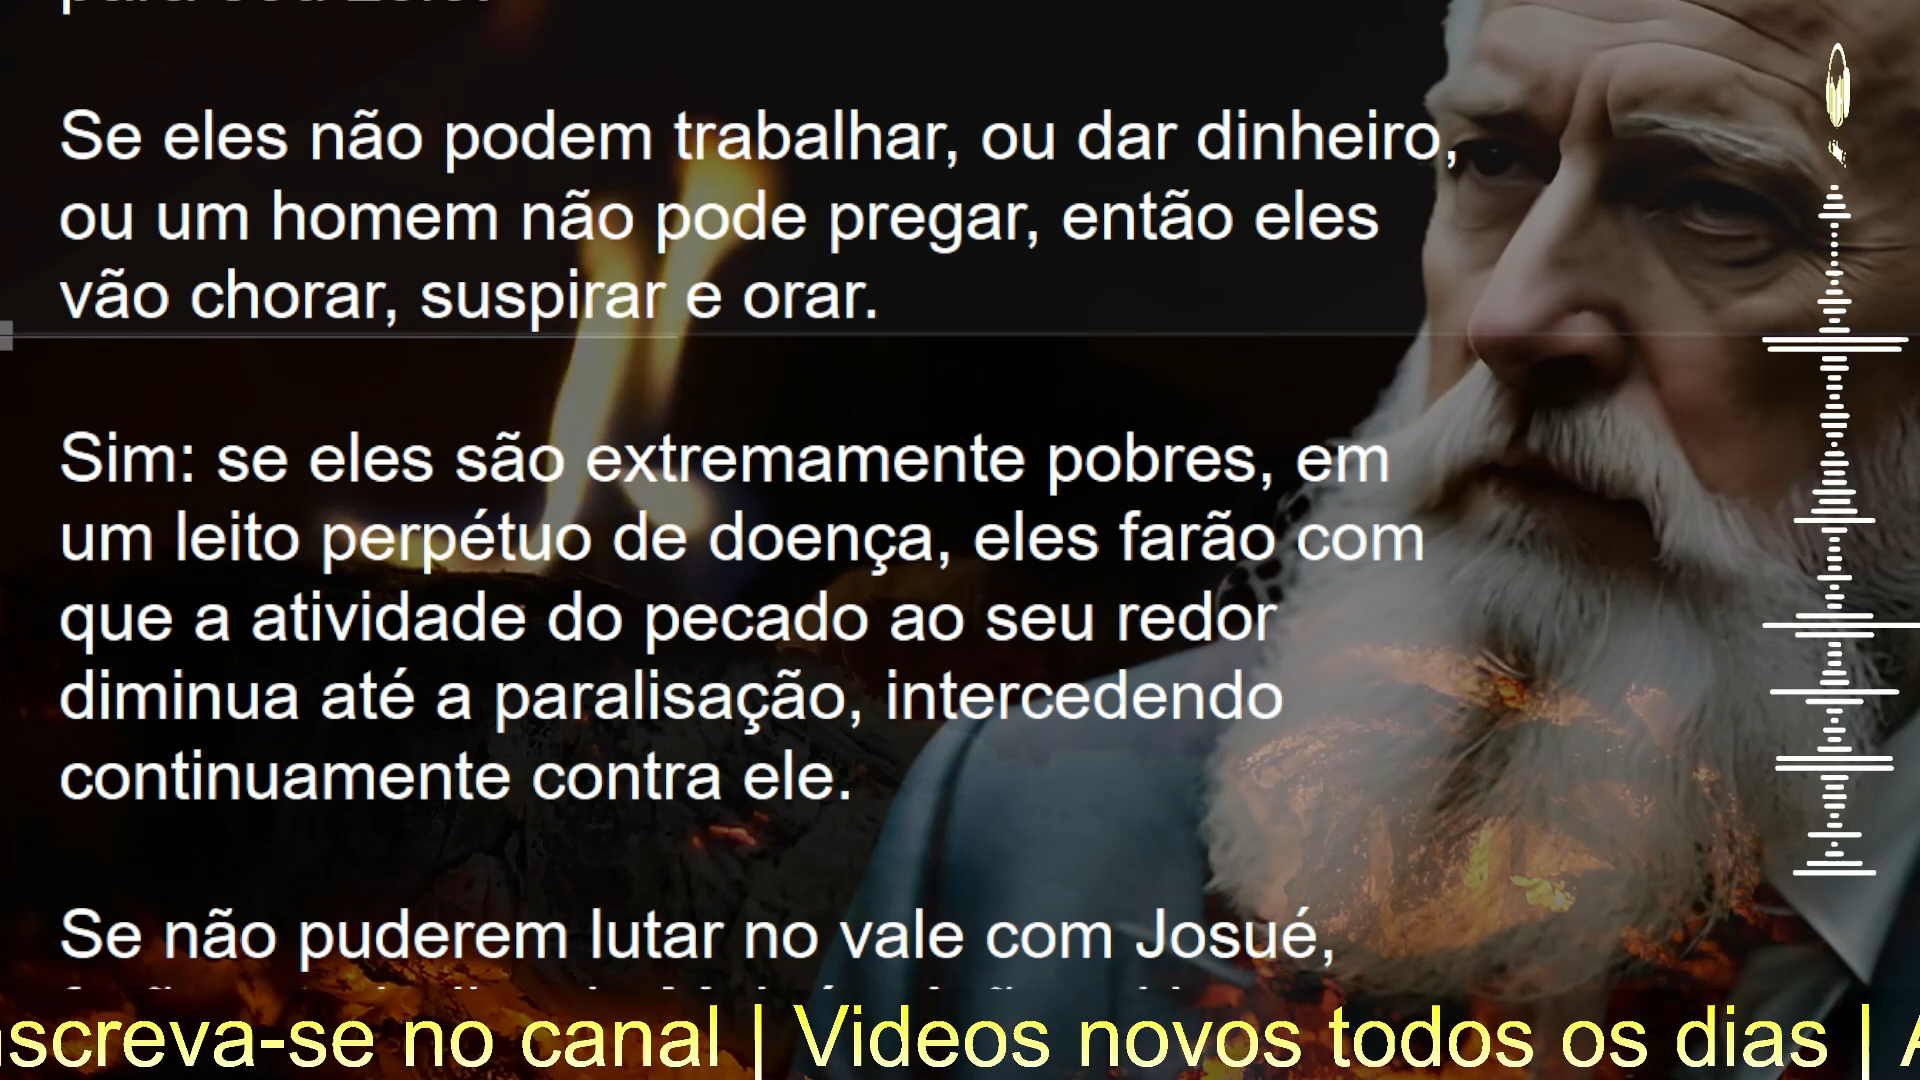 Se eles não podem trabalhar, ou dar dinheiro,
ou um homem não pode pregar, então eles
vão chorar, suspirar e orar.
Sim: se eles são extremamente pobres, em
um leito perpétuo de doença, eles farão com
que a atividade do pecado ao seu redor
diminua até a paralisação, intercedendo
continuamente contra ele.
Se não puderem lutar no vale com Josué,
nscreva-se no canal | Videos novos todos os dias |